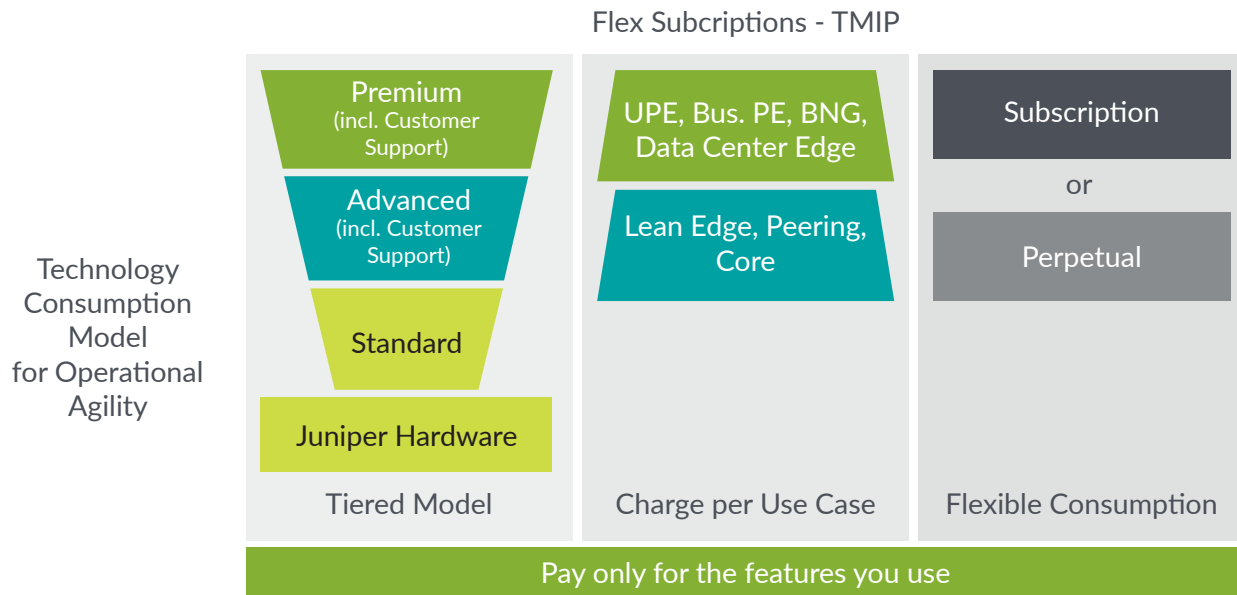 Flex Subcriptions - TMIP
Technology
Consumption
Model
for Operational
Agility
Premium
(incl. Customer
Support)
Advanced
(incl. Customer
Support)
Standard
Juniper Hardware
Tiered Model
UPE, Bus. PE, BNG,
Data Center Edge
Lean Edge, Peering,
Core
Charge per Use Case
Subscription
or
Perpetual
Flexible Consumption
Pay only for the features you use